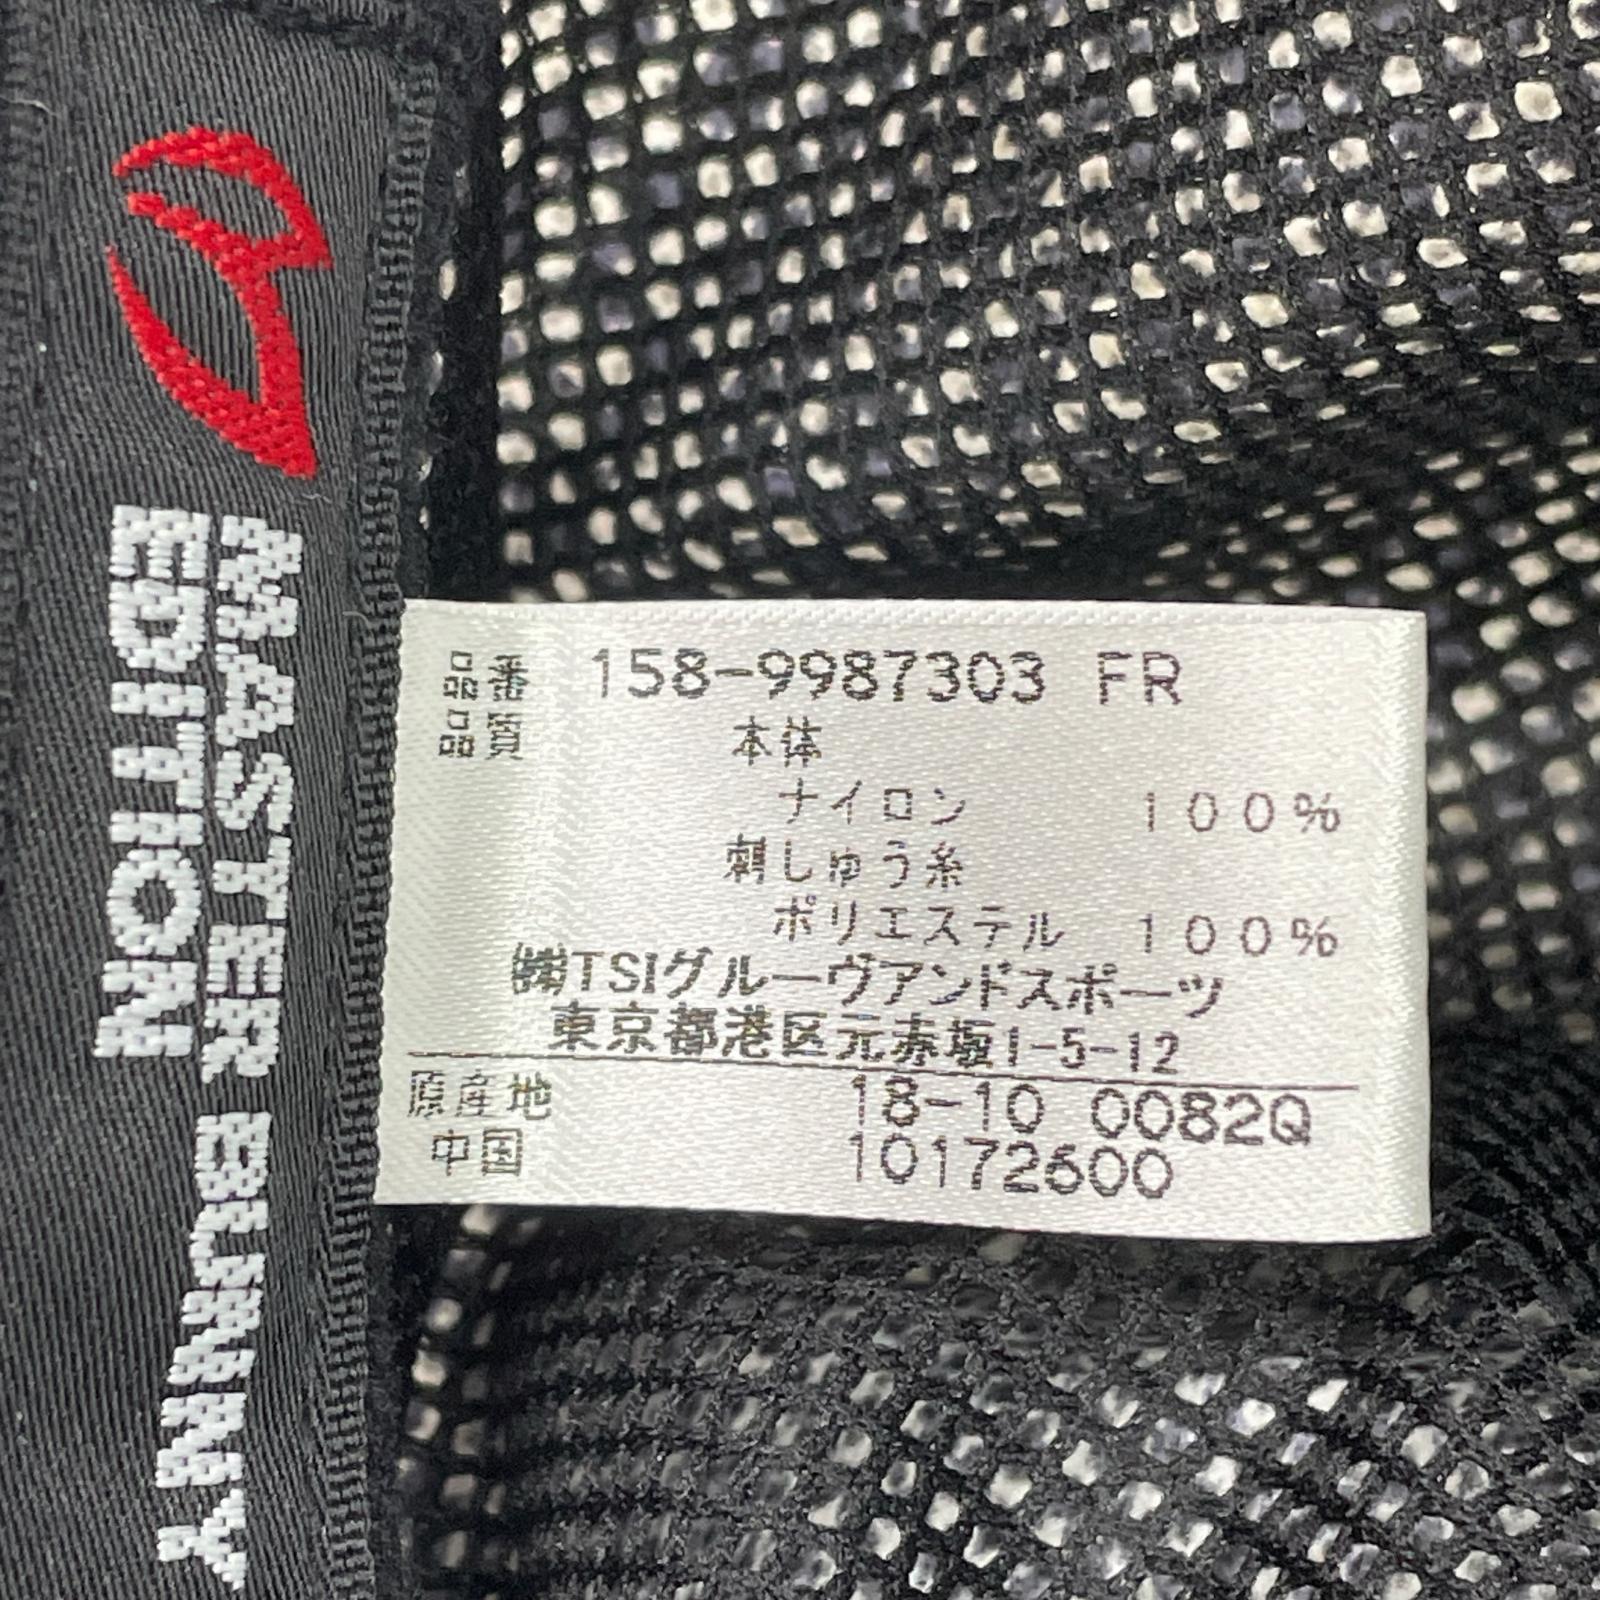 MASTER BUNNY
EDITION
品番 158-9987303 FR
品質 本体
ナイロン 100%
刺しゅう糸
ポリエステル 100%
㈱TSIグルーヴアンドスポーツ
東京都港区元赤坂1-5-12
原産地 18-10 0082Q
中国 10172600